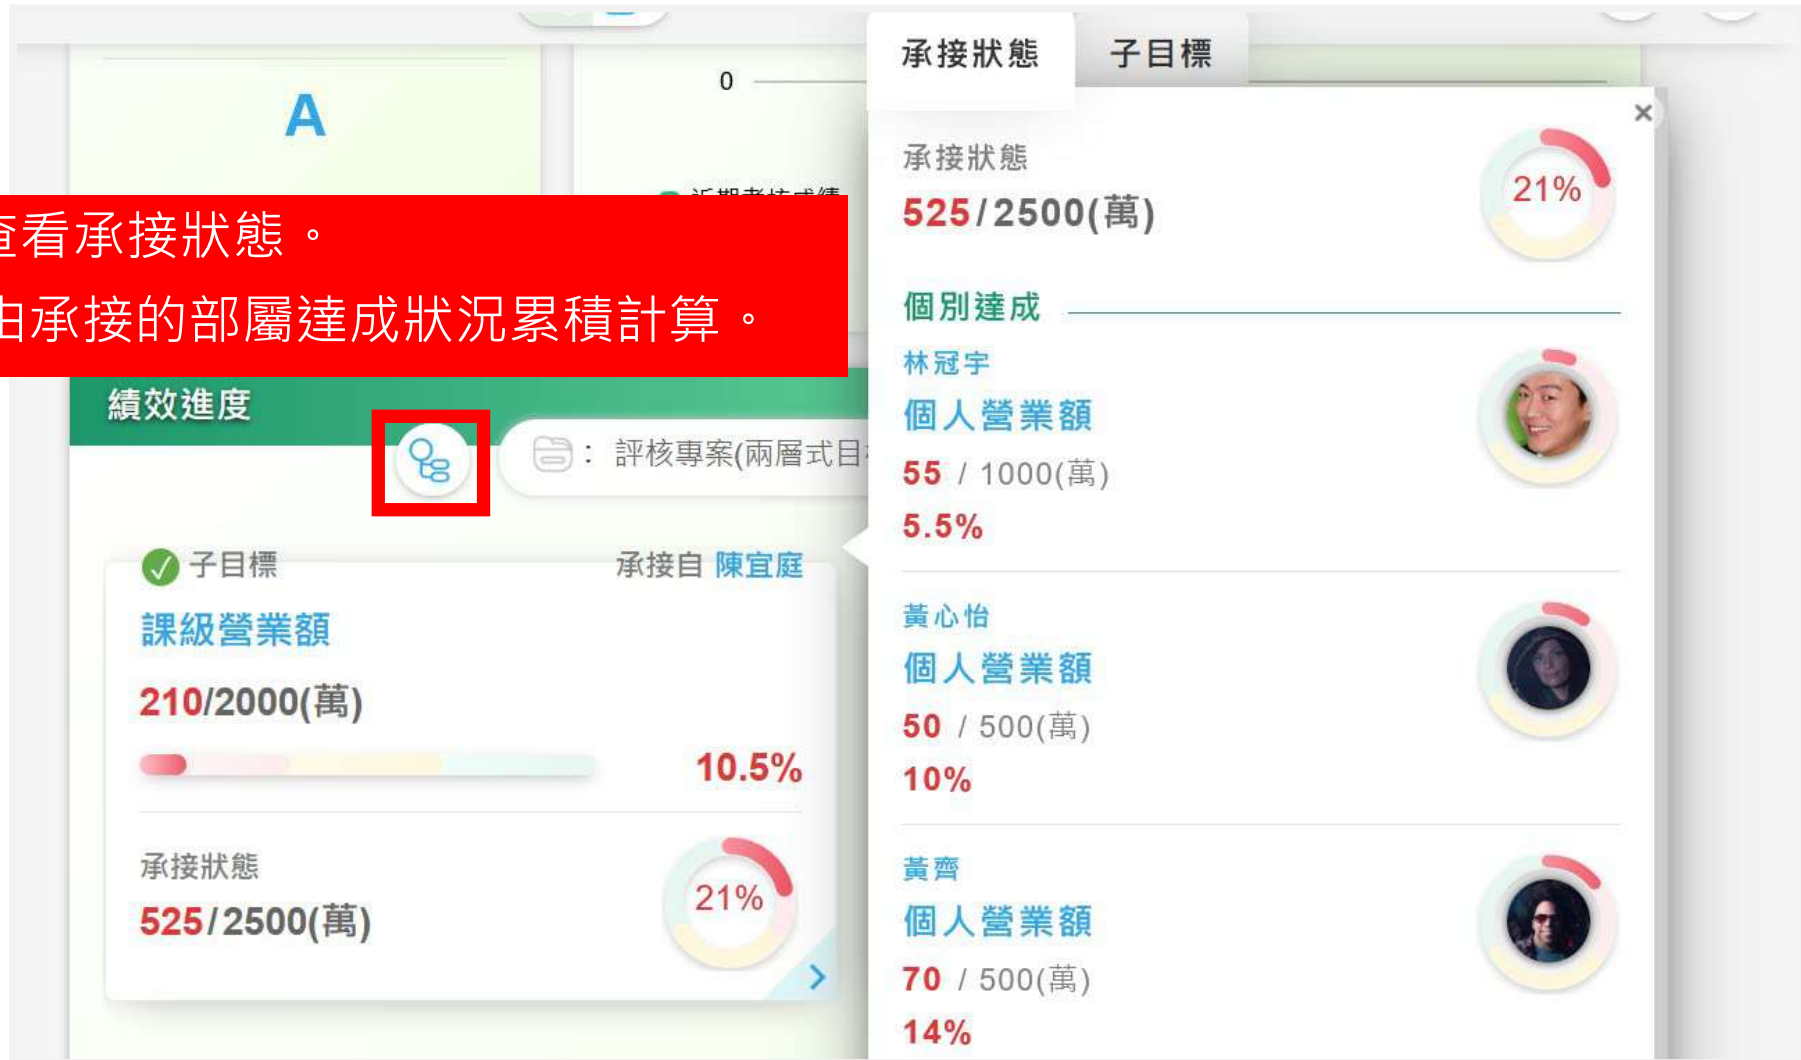 A
0
查看承接狀態。
由承接的部屬達成狀況累積計算。
績效進度
： 評核專案(兩層式目
子目標
承接自 陳宜庭
課級營業額
210/2000(萬)
10.5%
承接狀態
525/2500(萬)
21%
承接狀態
子目標
×
承接狀態
525/2500(萬)
21%
個別達成
林冠宇
個人營業額
55 / 1000(萬)
5.5%
黃心怡
個人營業額
50 / 500(萬)
10%
黃齊
個人營業額
70 / 500(萬)
14%